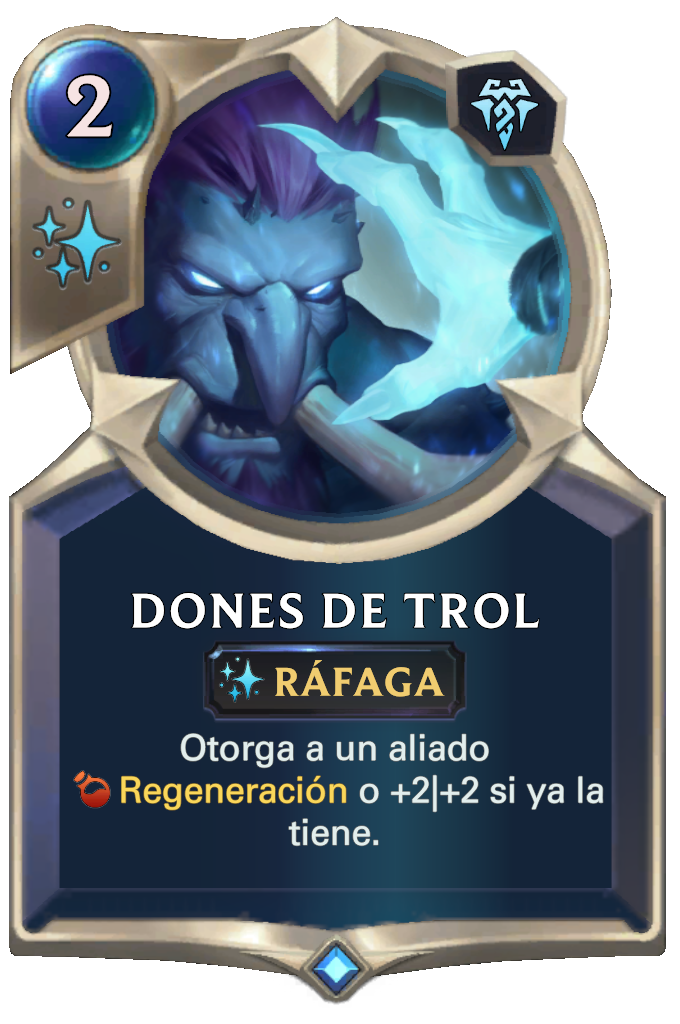 2
DONES DE TROL
RÁFAGA
Otorga a un aliado
Regeneración o +2|+2 si ya la
tiene.